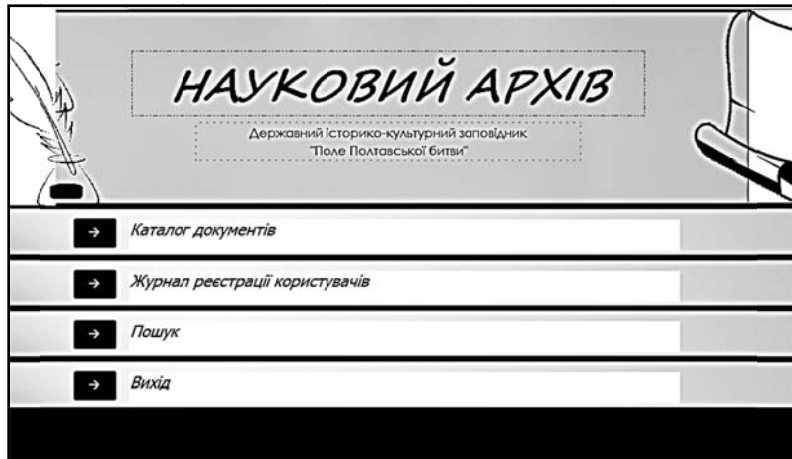 НАУКОВИЙ АРХІВ
Державний історико-культурний заповідник
"Поле Полтавської битви"
Каталог документів
Журнал реєстрації користувачів
Пошук
Вихід